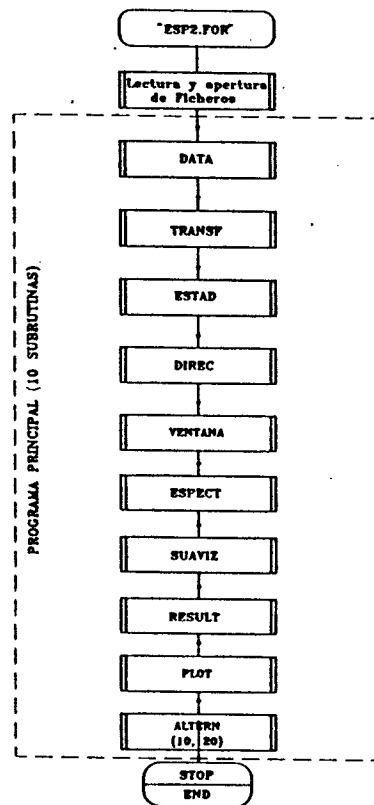 "ESP2.FOR"
Lectura y apertura
de Ficheros
DATA
TRANSF
ESTAD
DIREC
VENTANA
ESPECT
SUAVIZ
RESULT
PLOT
ALTERN
(10, 20)
STOP
END
PROGRAMA PRINCIPAL (10 SUBRUTINAS)